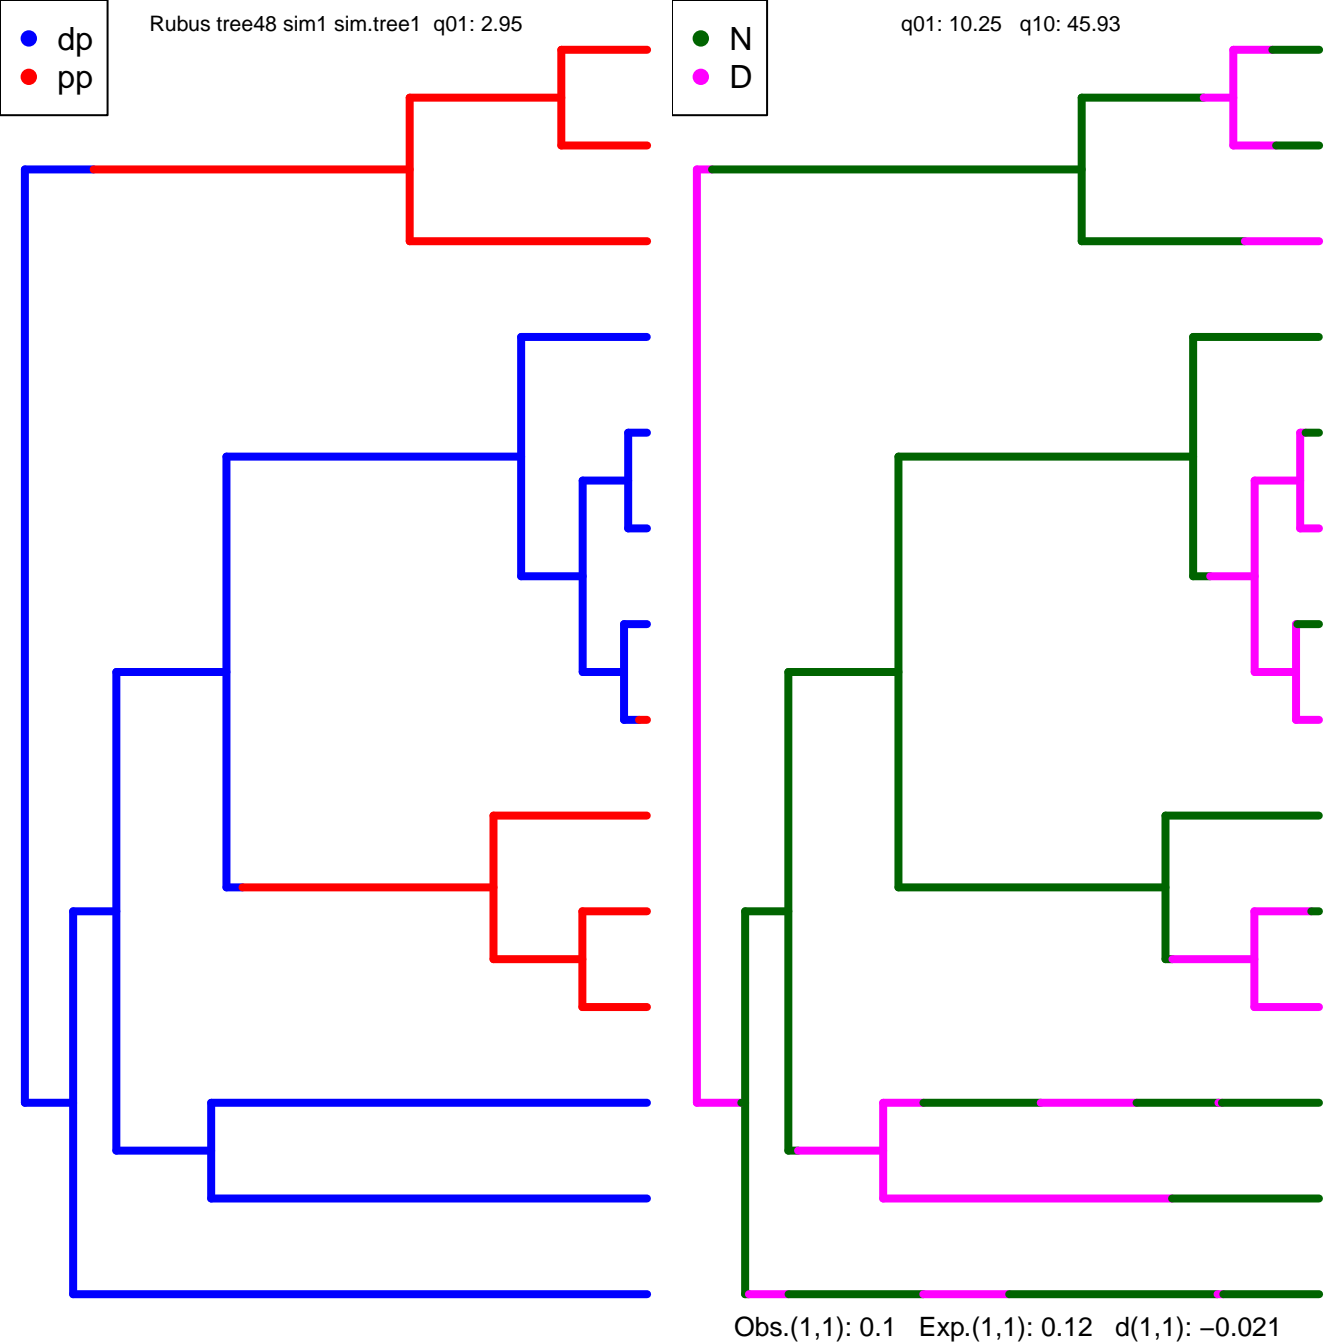 dp
pp
Rubus tree48 sim1 sim.tree1 q01: 2.95
N
D
q01: 10.25 q10: 45.93
Obs.(1,1): 0.1 Exp.(1,1): 0.12 d(1,1): −0.021